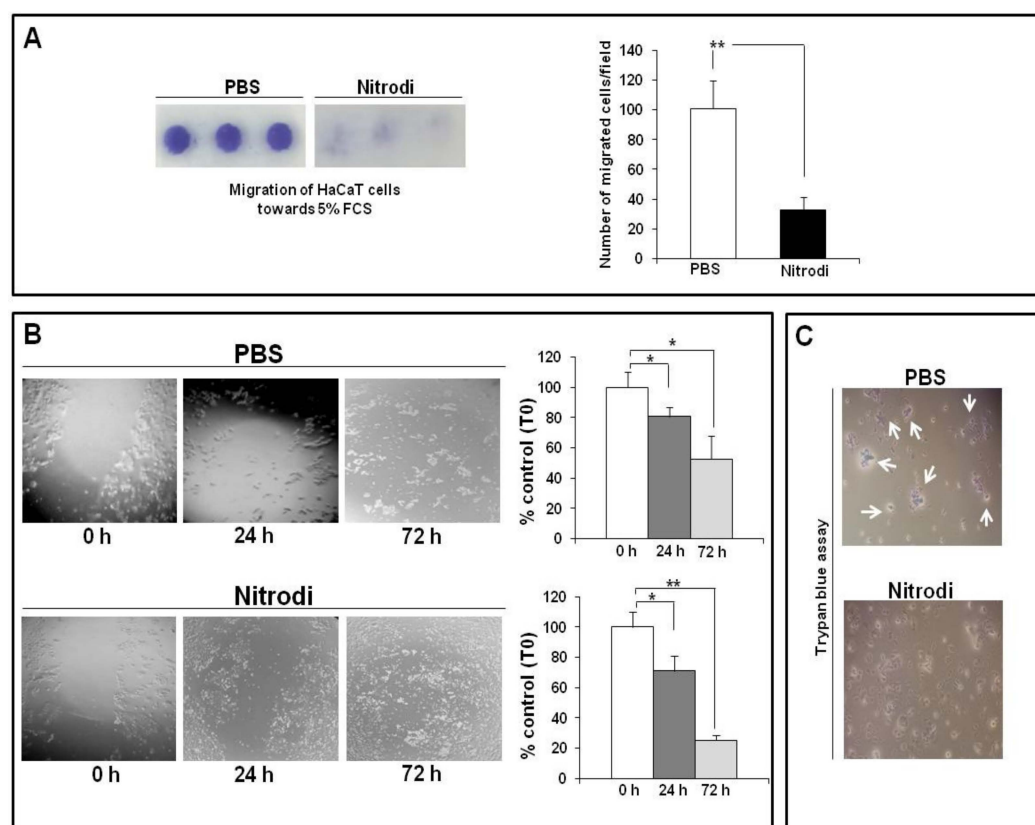 A
PBS
Nitrodi
Migration of HaCaT cells
towards 5% FCS
Number of migrated cells/field
140
120
100
80
60
40
20
0
**
PBS
Nitrodi
B
PBS
0 h
24 h
72 h
% control (T0)
120
100
80
60
40
20
0
*
*
0 h
24 h
72 h
Nitrodi
0 h
24 h
72 h
% control (T0)
120
100
80
60
40
20
0
**
*
0 h
24 h
72 h
C
Trypan blue assay
PBS
Nitrodi